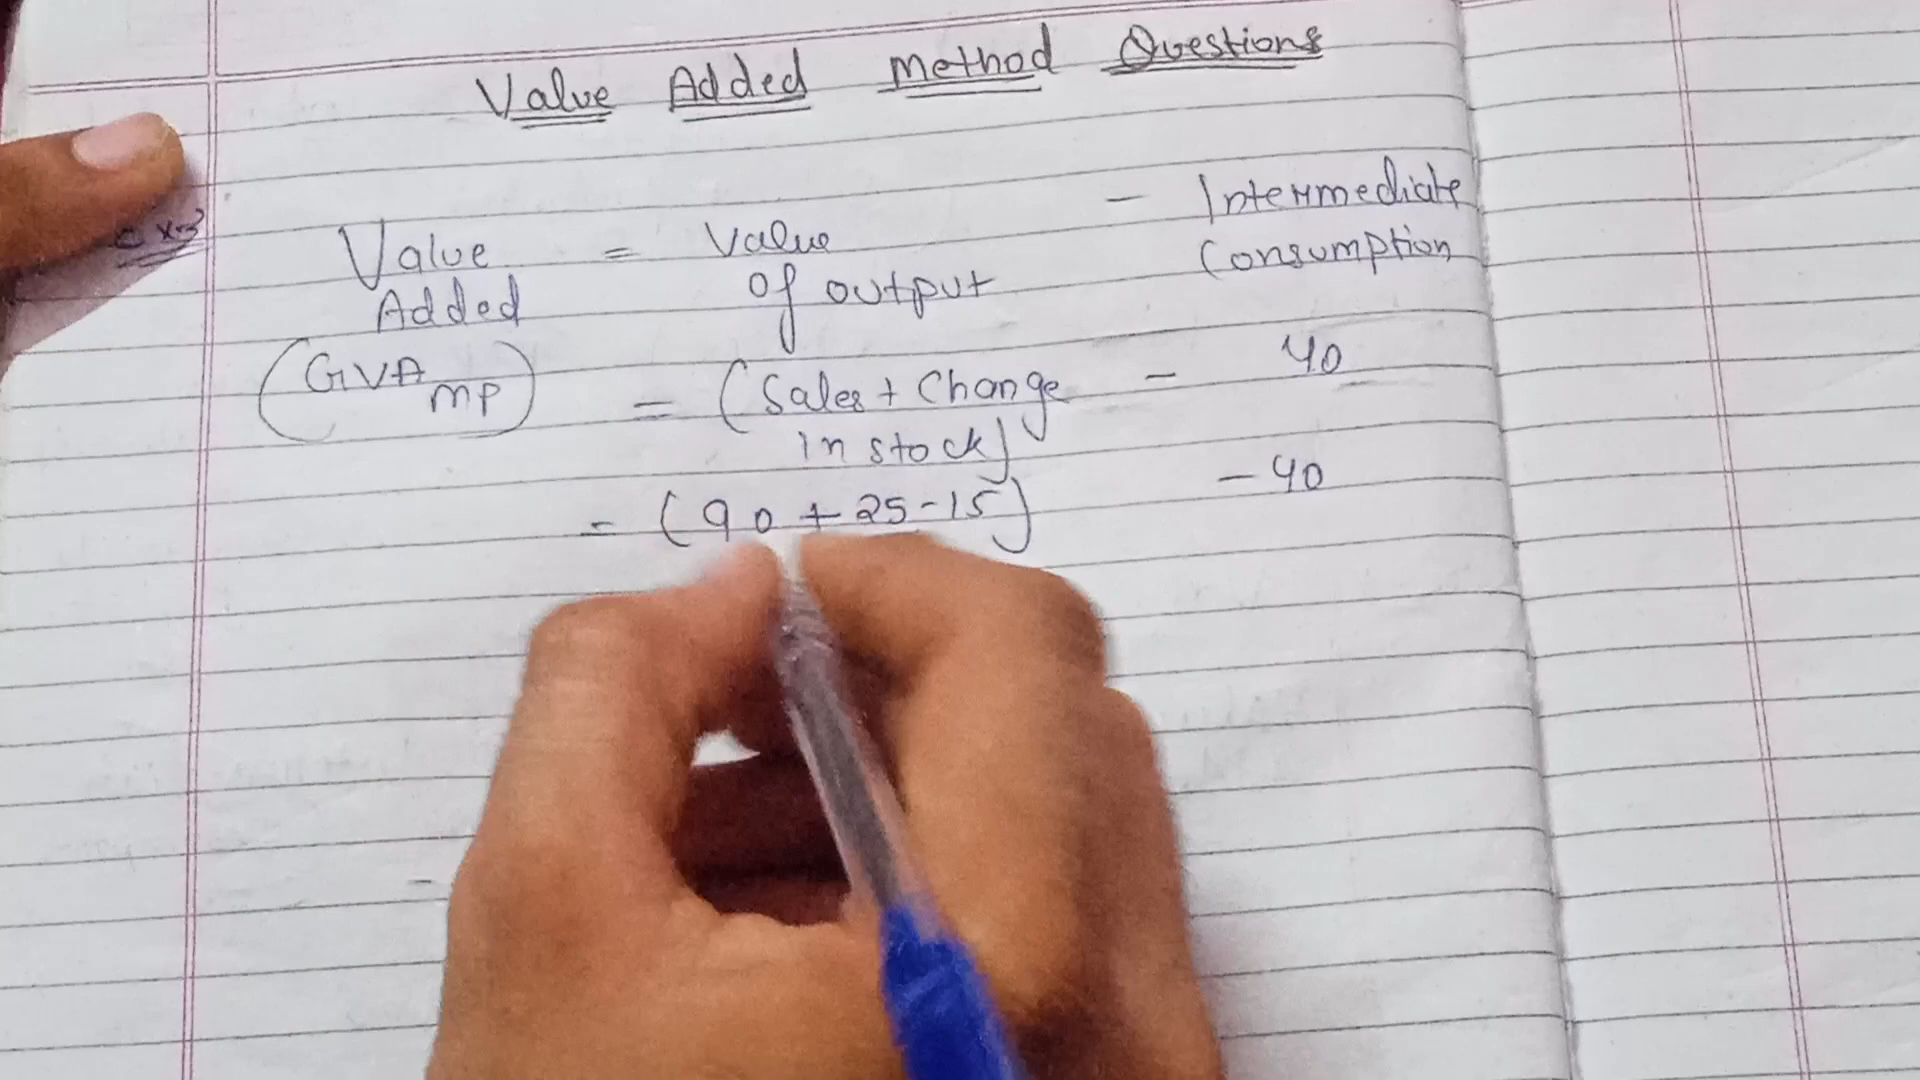 Value Added Method Questions
Value = Value - Intermediate
Added of output Consumption
(GVA MP) = (Sales + Change - 40
in stock)
= (90 + 25 - 15) - 40